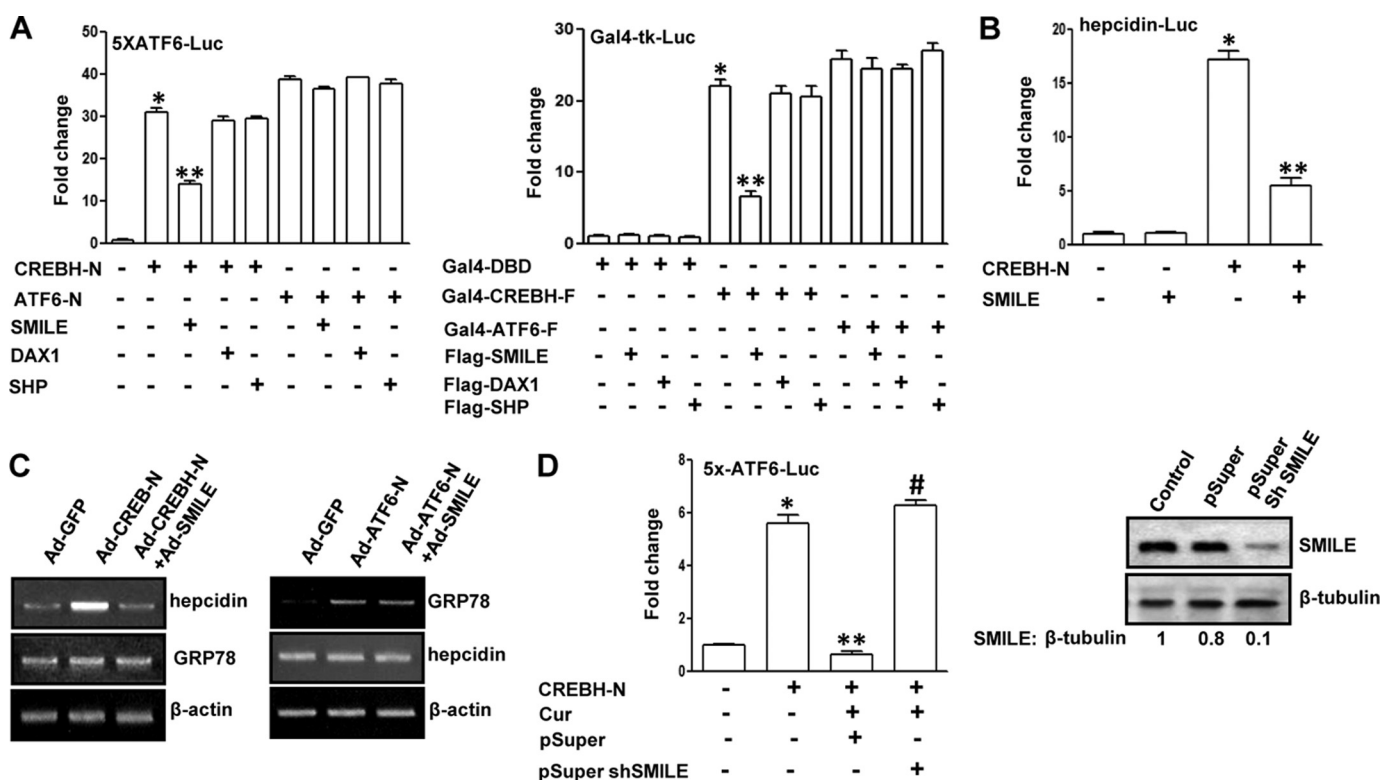 A
5XATF6-Luc
Fold change
50
40
30
20
10
0
*
**
CREBH-N - + + + + - - - -
ATF6-N - - - - - + + + +
SMILE - - + - - - + - -
DAX1 - - - + - - - + -
SHP - - - - + - - - +
Gal4-tk-Luc
Fold change
30
20
10
0
*
**
Gal4-DBD + + + + - - - - - - - -
Gal4-CREBH-F - - - - + + + + - - - -
Gal4-ATF6-F - - - - - - - - + + + +
Flag-SMILE - + - - - + - - - + - -
Flag-DAX1 - - + - - - + - - - + -
Flag-SHP - - - + - - - + - - - +
B
hepcidin-Luc
Fold change
20
15
10
5
0
*
**
CREBH-N - - + +
SMILE - + - +
C
Ad-GFP
Ad-CREB-N
Ad-CREBH-N
+Ad-SMILE
hepcidin
GRP78
β-actin
Ad-GFP
Ad-ATF6-N
Ad-ATF6-N
+Ad-SMILE
GRP78
hepcidin
β-actin
D
5x-ATF6-Luc
Fold change
8
6
4
2
0
*
**
#
CREBH-N - + + +
Cur - - + +
pSuper - - + -
pSuper shSMILE - - - +
Control
pSuper
pSuper
Sh SMILE
SMILE
β-tubulin
SMILE: β-tubulin 1 0.8 0.1